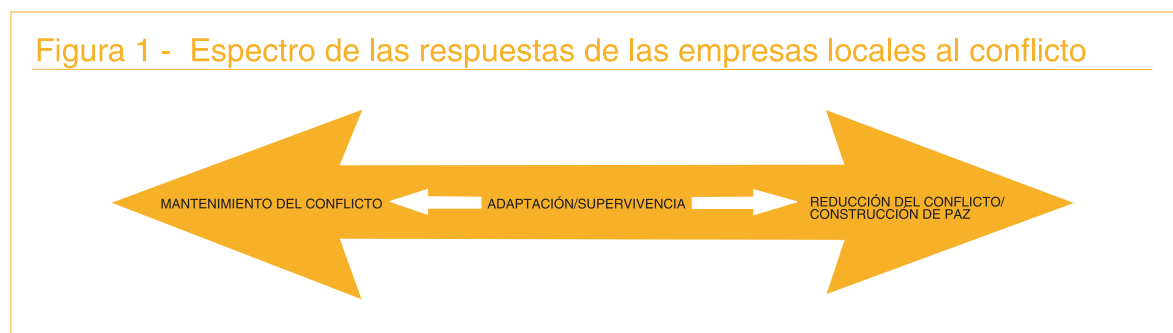 Figura 1 - Espectro de las respuestas de las empresas locales al conflicto
MANTENIMIENTO DEL CONFLICTO
ADAPTACIÓN/SUPERVIVENCIA
REDUCCIÓN DEL CONFLICTO/
CONSTRUCCIÓN DE PAZ